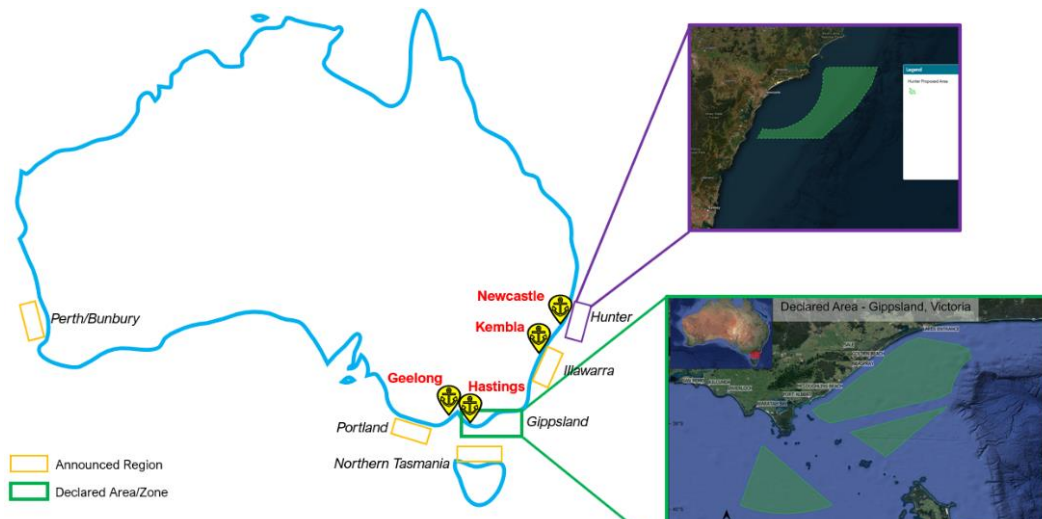 Legend
Hunter Proposed Area
Newcastle
Hunter
Perth/Bunbury
Kembla
Illawarra
Declared Area - Gippsland, Victoria
Geelong
Hastings
Portland
Gippsland
Northern Tasmania
Announced Region
Declared Area/Zone